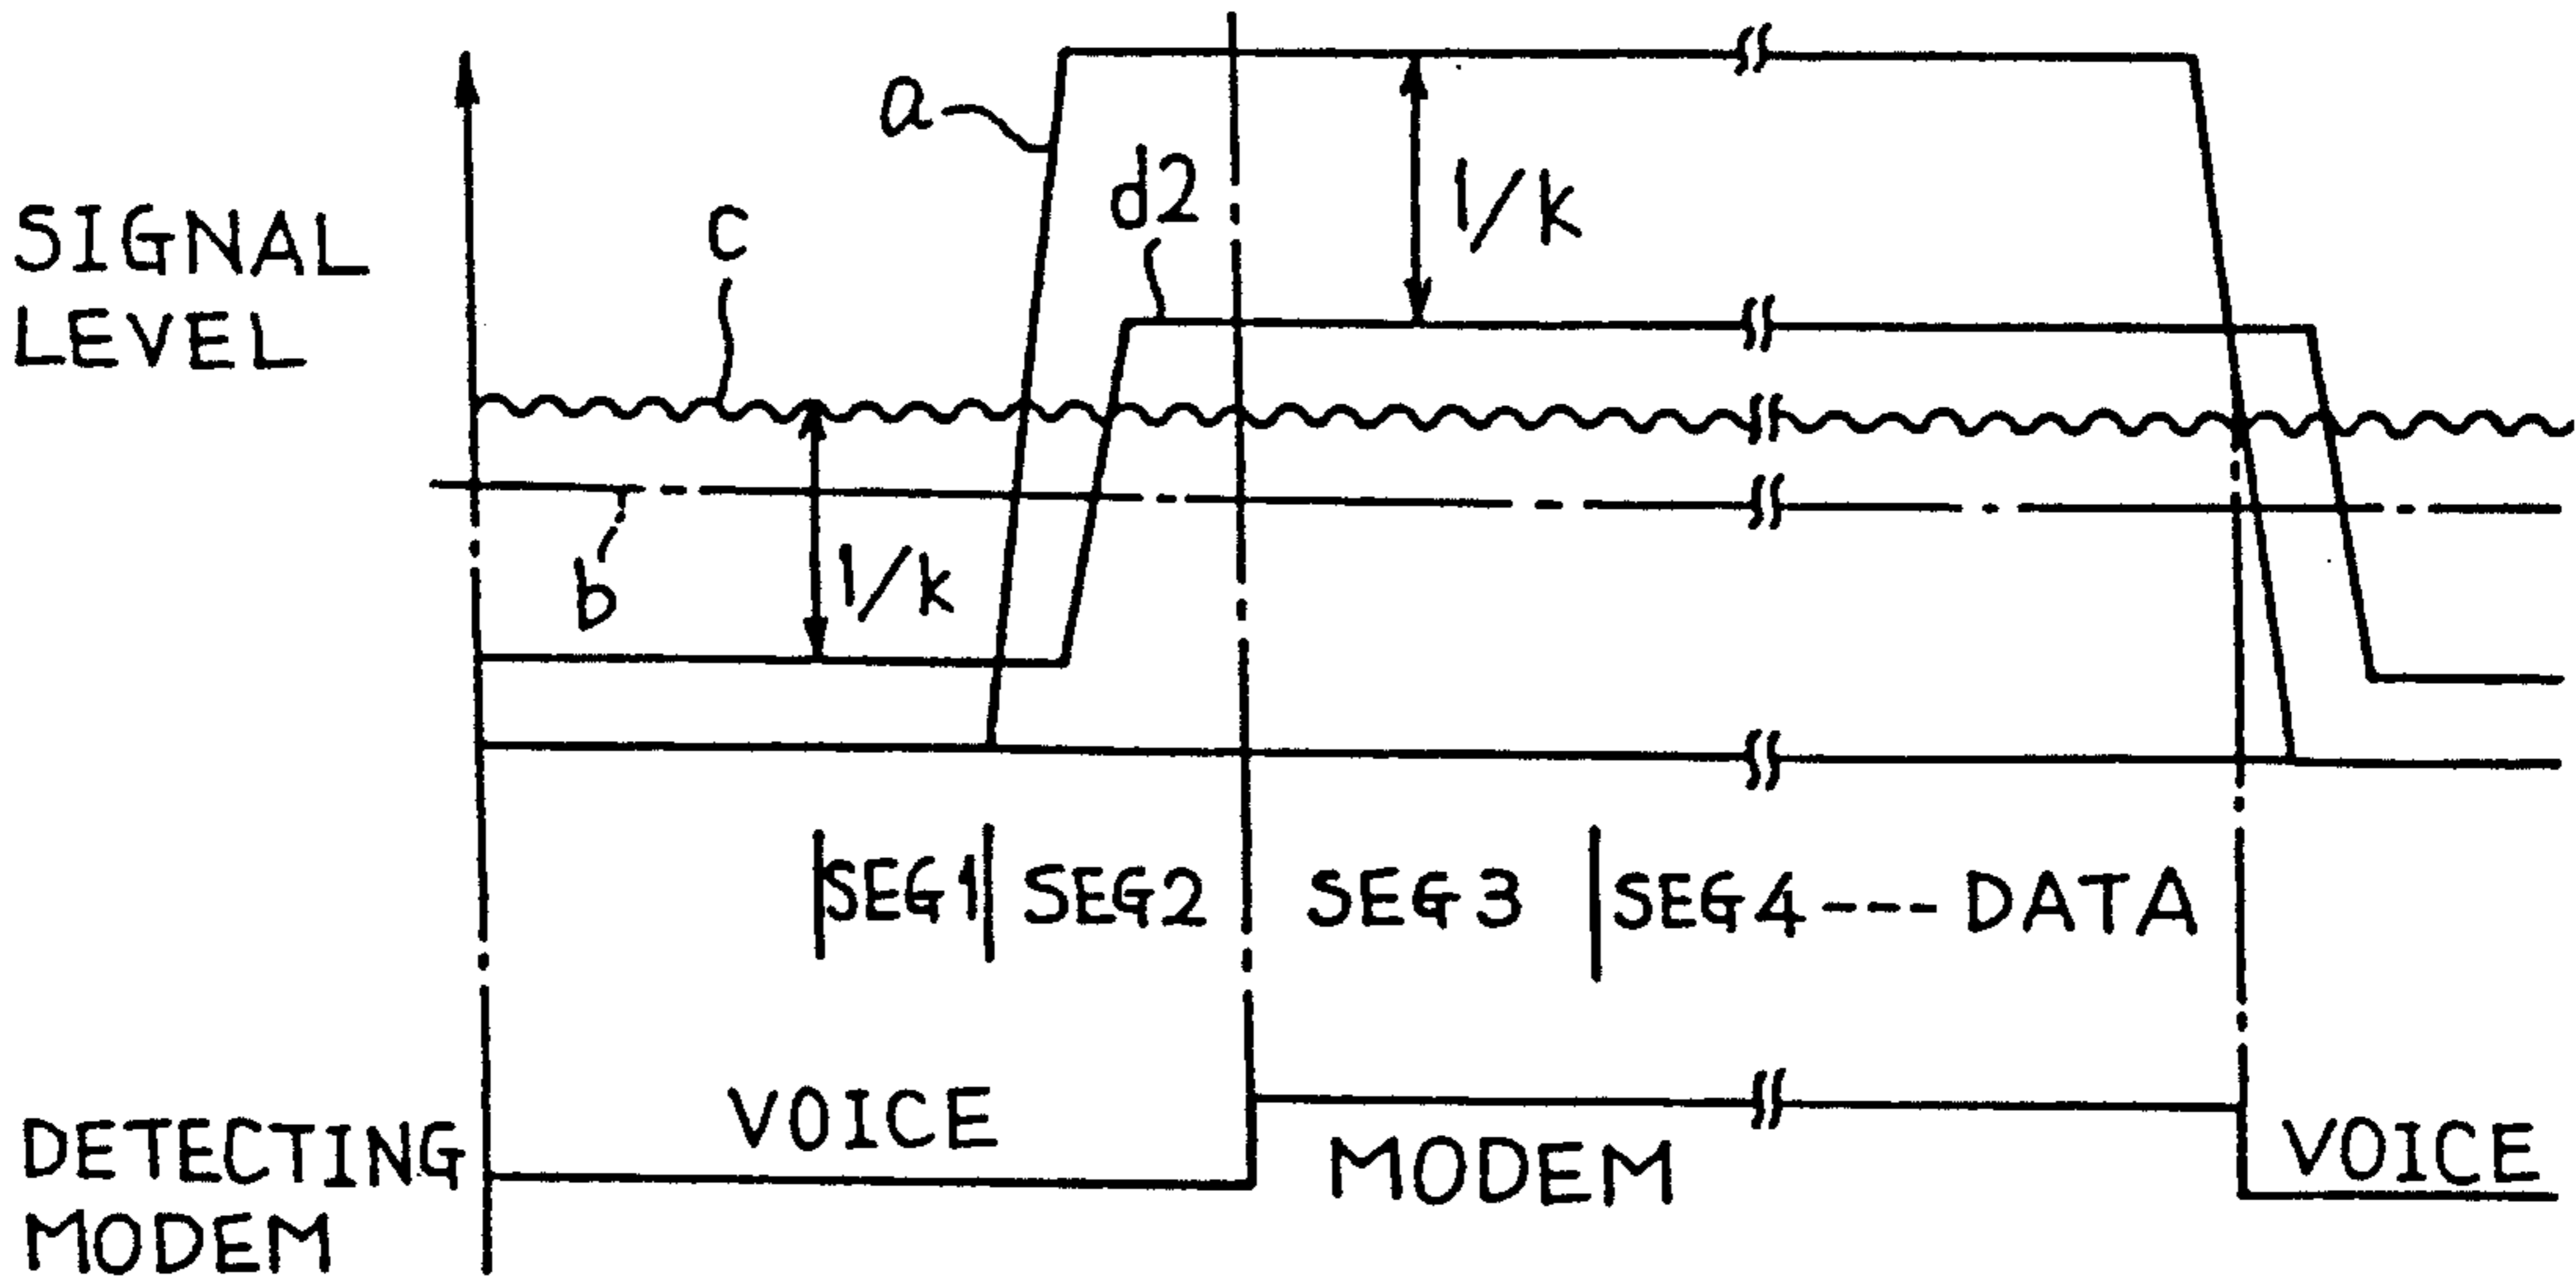 a
d2
1/k
c
SIGNAL
LEVEL
b
1/k
SEG1 SEG2 SEG3 SEG4---- DATA
VOICE
MODEM
VOICE
DETECTING
MODEM